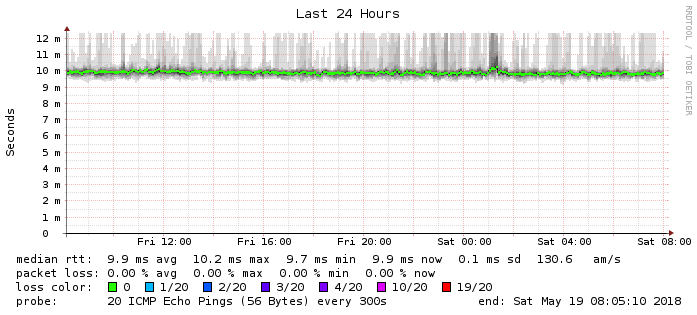 Last 24 Hours
RRDTOOL / TOBI OETIKER
Seconds
12 m
11 m
10 m
9 m
8 m
7 m
6 m
5 m
4 m
3 m
2 m
1 m
0
Fri 12:00 Fri 16:00 Fri 20:00 Sat 00:00 Sat 04:00 Sat 08:00
median rtt: 9.9 ms avg 10.2 ms max 9.7 ms min 9.9 ms now 0.1 ms sd 130.6 am/s
packet loss: 0.00 % avg 0.00 % max 0.00 % min 0.00 % now
loss color: 0 1/20 2/20 3/20 4/20 10/20 19/20
probe: 20 ICMP Echo Pings (56 Bytes) every 300s end: Sat May 19 08:05:10 2018